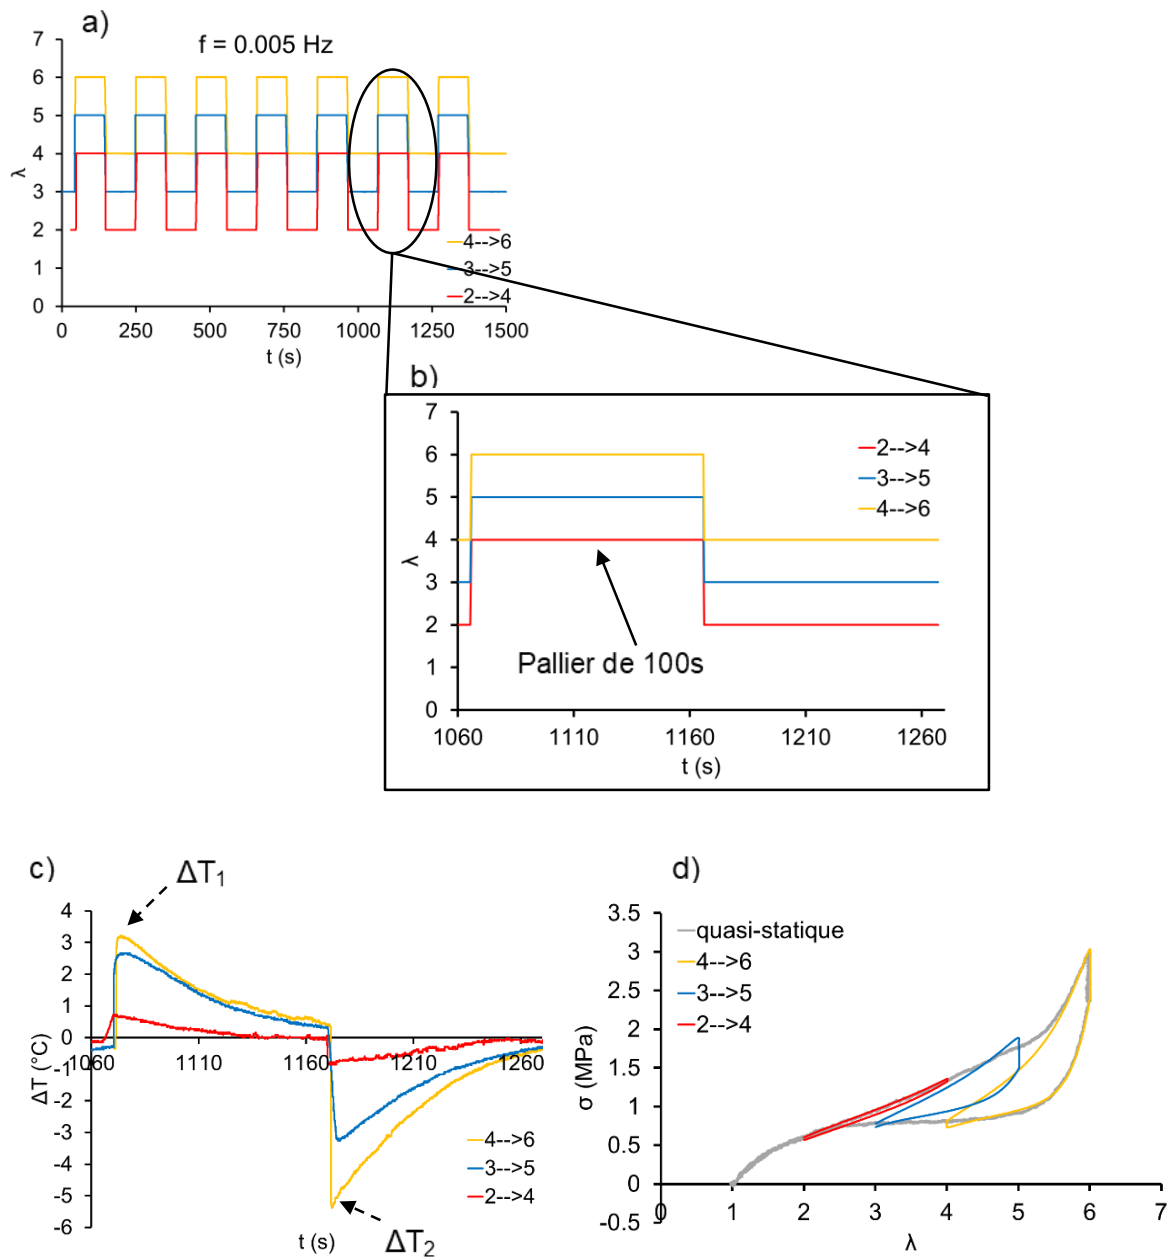 a)
f = 0.005 Hz
7
6
5
4
3
2
1
0
λ
4-->6
3-->5
2-->4
0 250 500 750 1000 1250 1500
t (s)
b)
7
6
5
4
3
2
1
0
λ
2-->4
3-->5
4-->6
Pallier de 100s
1060 1110 1160 1210 1260
t (s)
c)
ΔT1
4
3
2
1
0
-1
-2
-3
-4
-5
-6
ΔT (°C)
1060 1110 1160 1210 1260
4-->6
3-->5
2-->4
t (s)
ΔT2
d)
3.5
3
2.5
2
1.5
1
0.5
0
-0.5
σ (MPa)
quasi-statique
4-->6
3-->5
2-->4
0 1 2 3 4 5 6 7
λ